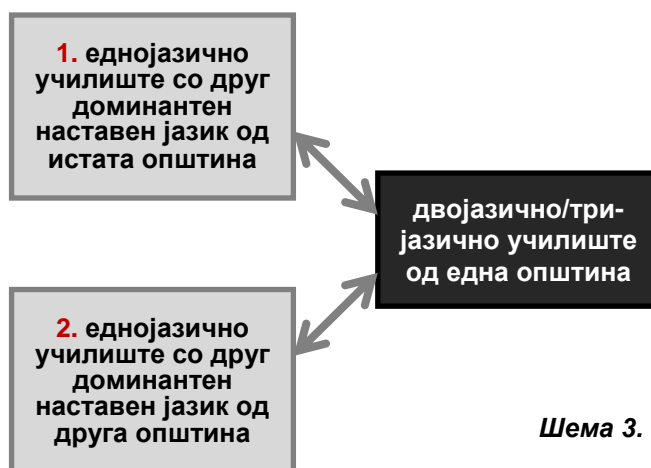 1. еднојазично
училиште со друг
доминантен
наставен јазик од
истата општина
двојазично/три-
јазично училиште
од една општина
2. еднојазично
училиште со друг
доминантен
наставен јазик од
друга општина
Шема 3.